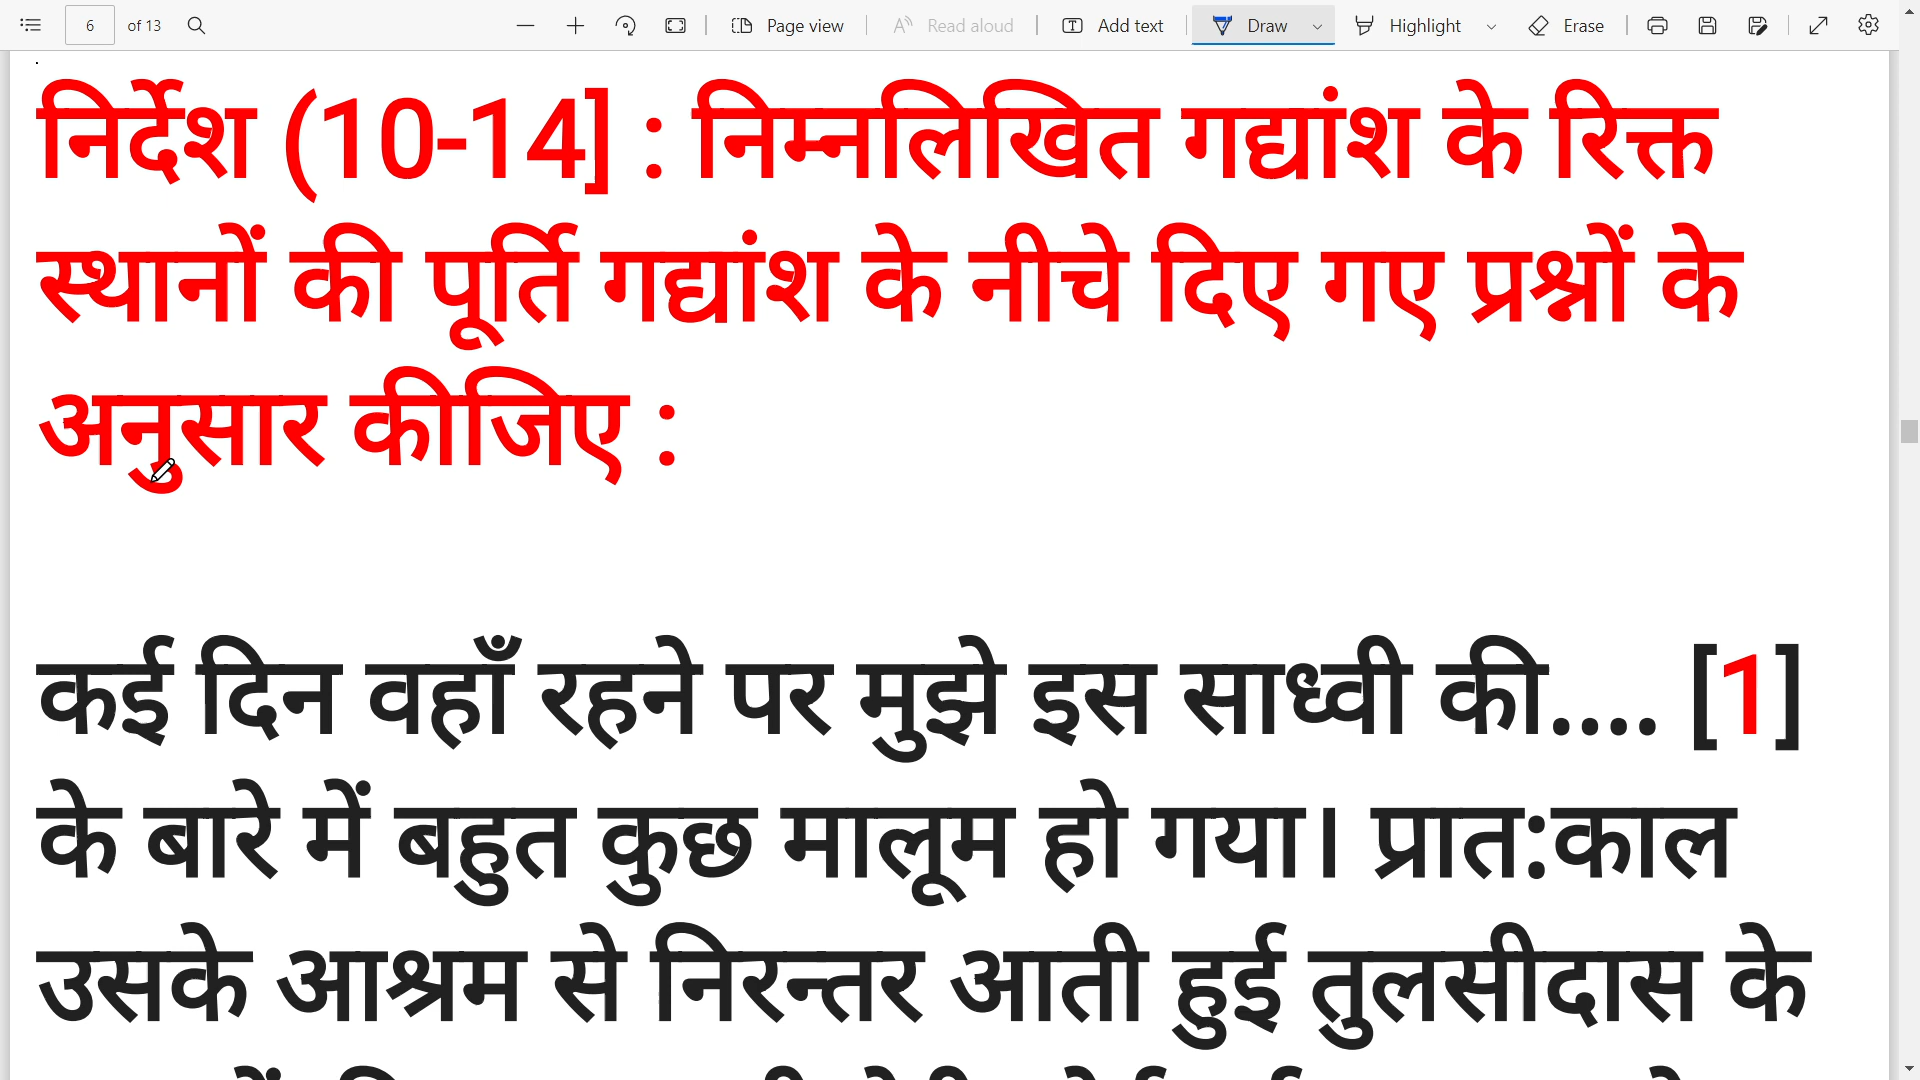 6 of 13 Page view Read aloud Add text Draw Highlight Erase
निर्देश (10-14] : निम्नलिखित गद्यांश के रिक्त
स्थानों की पूर्ति गद्यांश के नीचे दिए गए प्रश्नों के
अनुसार कीजिए :
कई दिन वहाँ रहने पर मुझे इस साध्वी की.... [1]
के बारे में बहुत कुछ मालूम हो गया। प्रात:काल
उसके आश्रम से निरन्तर आती हुई तुलसीदास के